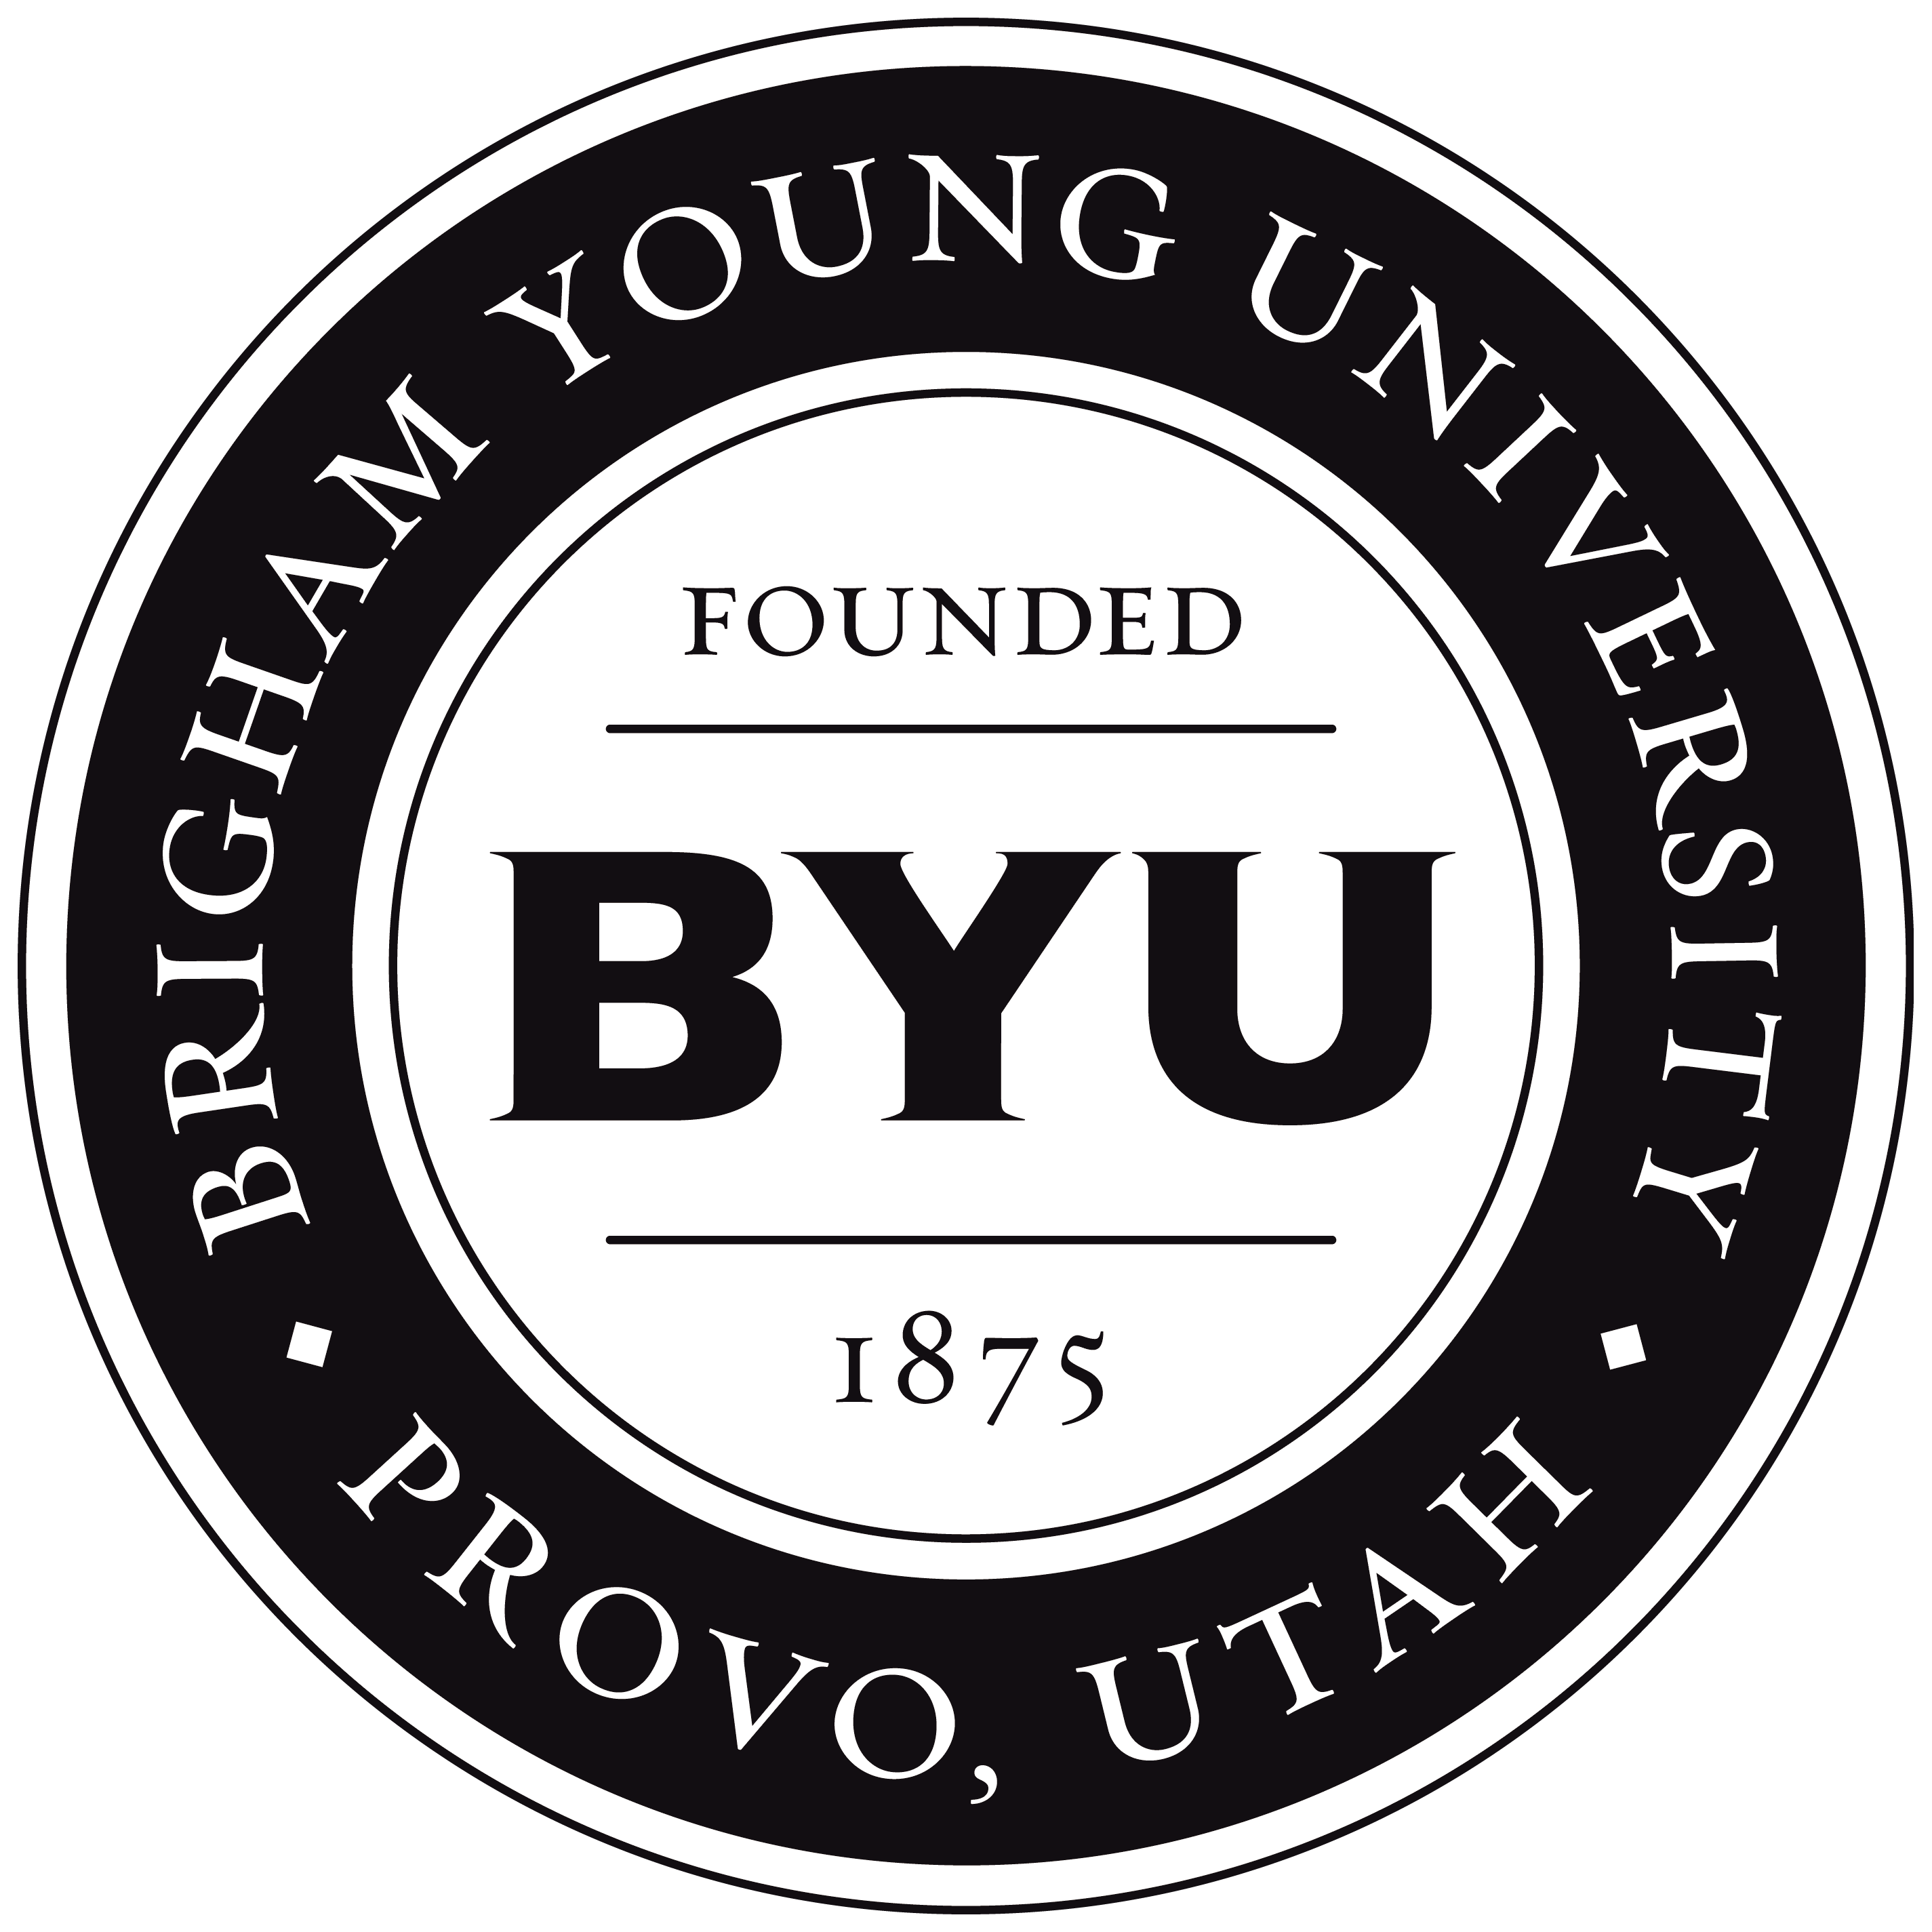 BRIGHAM YOUNG UNIVERSITY
FOUNDED
BYU
1875
PROVO, UTAH